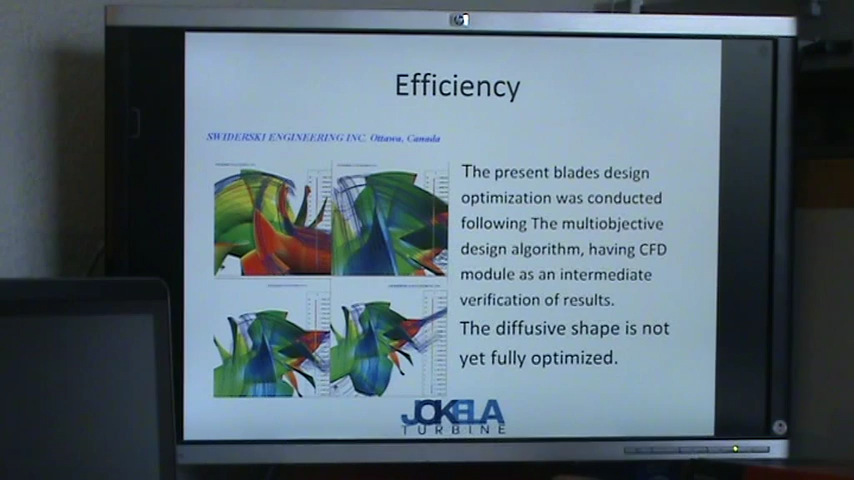 Efficiency
SWIDERSKI ENGINEERING INC. Ottawa, Canada
The present blades design
optimization was conducted
following The multiobjective
design algorithm, having CFD
module as an intermediate
verification of results.
The diffusive shape is not
yet fully optimized.
JOKELA
TURBINE